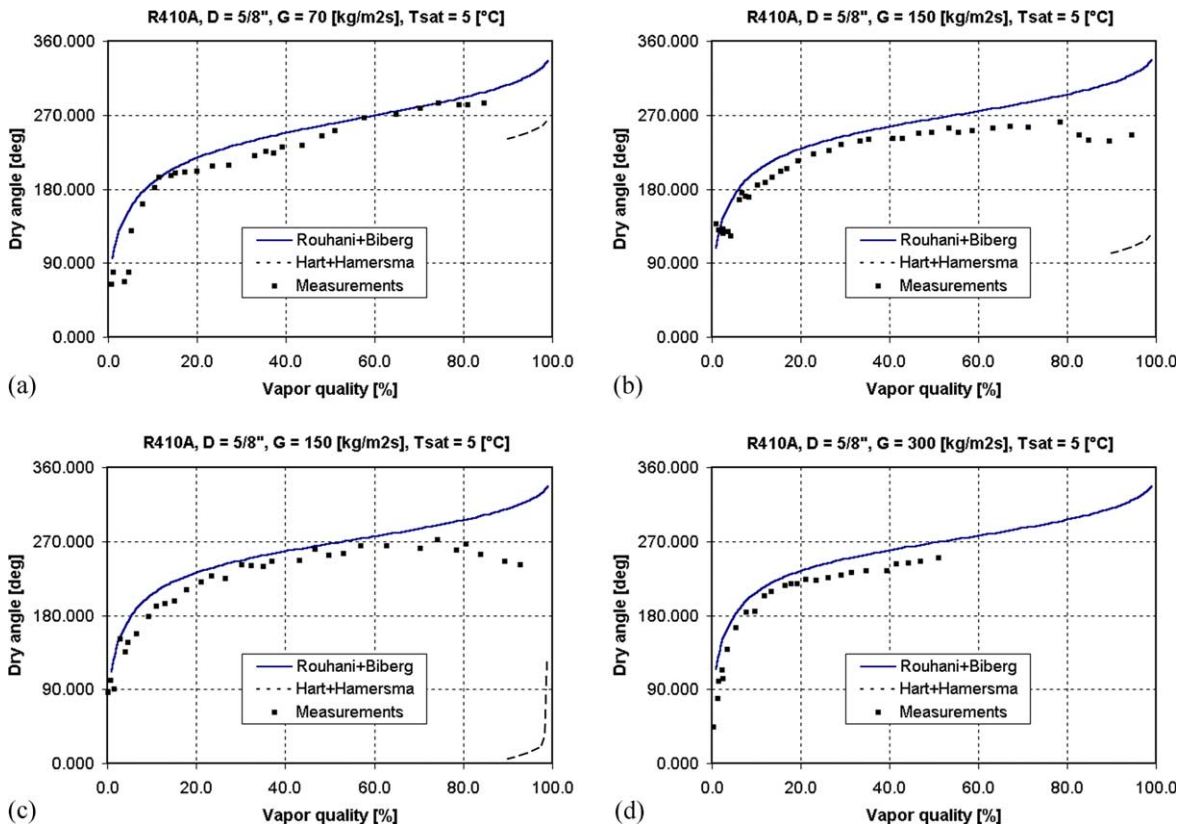 R410A, D = 5/8", G = 70 [kg/m2s], Tsat = 5 [°C]
360.000
270.000
180.000
90.000
0.000
Dry angle [deg]
Rouhani+Biberg
Hart+Hamersma
Measurements
0.0
20.0
40.0
60.0
80.0
100.0
Vapor quality [%]
(a)
R410A, D = 5/8", G = 150 [kg/m2s], Tsat = 5 [°C]
360.000
270.000
180.000
90.000
0.000
Dry angle [deg]
Rouhani+Biberg
Hart+Hamersma
Measurements
0.0
20.0
40.0
60.0
80.0
100.0
Vapor quality [%]
(b)
R410A, D = 5/8", G = 150 [kg/m2s], Tsat = 5 [°C]
360.000
270.000
180.000
90.000
0.000
Dry angle [deg]
Rouhani+Biberg
Hart+Hamersma
Measurements
0.0
20.0
40.0
60.0
80.0
100.0
Vapor quality [%]
(c)
R410A, D = 5/8", G = 300 [kg/m2s], Tsat = 5 [°C]
360.000
270.000
180.000
90.000
0.000
Dry angle [deg]
Rouhani+Biberg
Hart+Hamersma
Measurements
0.0
20.0
40.0
60.0
80.0
100.0
Vapor quality [%]
(d)